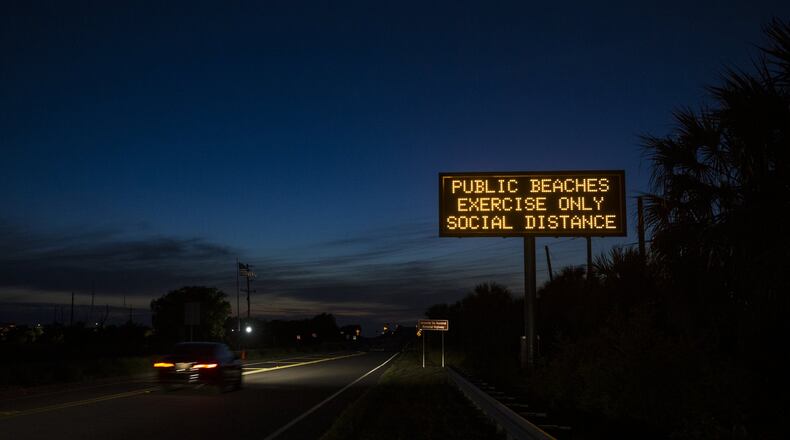 PUBLIC BEACHES
EXERCISE ONLY
SOCIAL DISTANCE